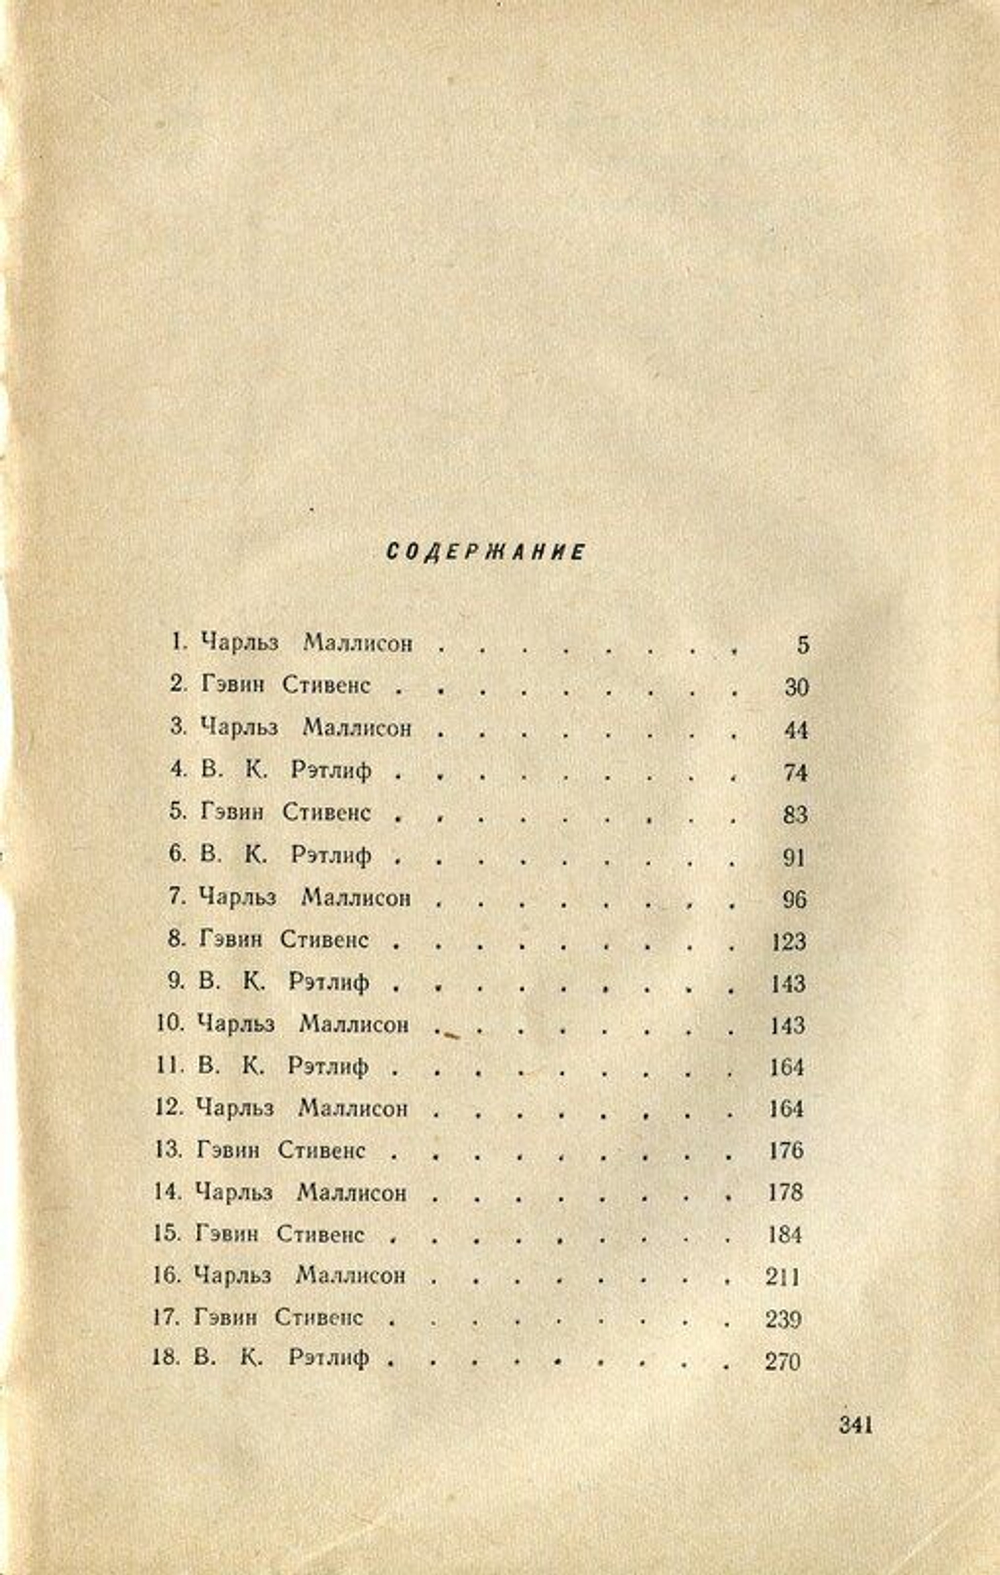 СОДЕРЖАНИЕ
1. Чарльз Маллисон . . . . . . . . 5
2. Гэвин Стивенс . . . . . . . . . 30
3. Чарльз Маллисон . . . . . . . . 44
4. В. К. Рэтлиф . . . . . . . . . 74
5. Гэвин Стивенс . . . . . . . . . 83
6. В. К. Рэтлиф . . . . . . . . . 91
7. Чарльз Маллисон . . . . . . . . 96
8. Гэвин Стивенс . . . . . . . . . 123
9. В. К. Рэтлиф . . . . . . . . . 143
10. Чарльз Маллисон . . . . . . . . 143
11. В. К. Рэтлиф . . . . . . . . . 164
12. Чарльз Маллисон . . . . . . . . 164
13. Гэвин Стивенс . . . . . . . . . 176
14. Чарльз Маллисон . . . . . . . . 178
15. Гэвин Стивенс . . . . . . . . . 184
16. Чарльз Маллисон . . . . . . . . 211
17. Гэвин Стивенс . . . . . . . . . 239
18. В. К. Рэтлиф . . . . . . . . . 270
341